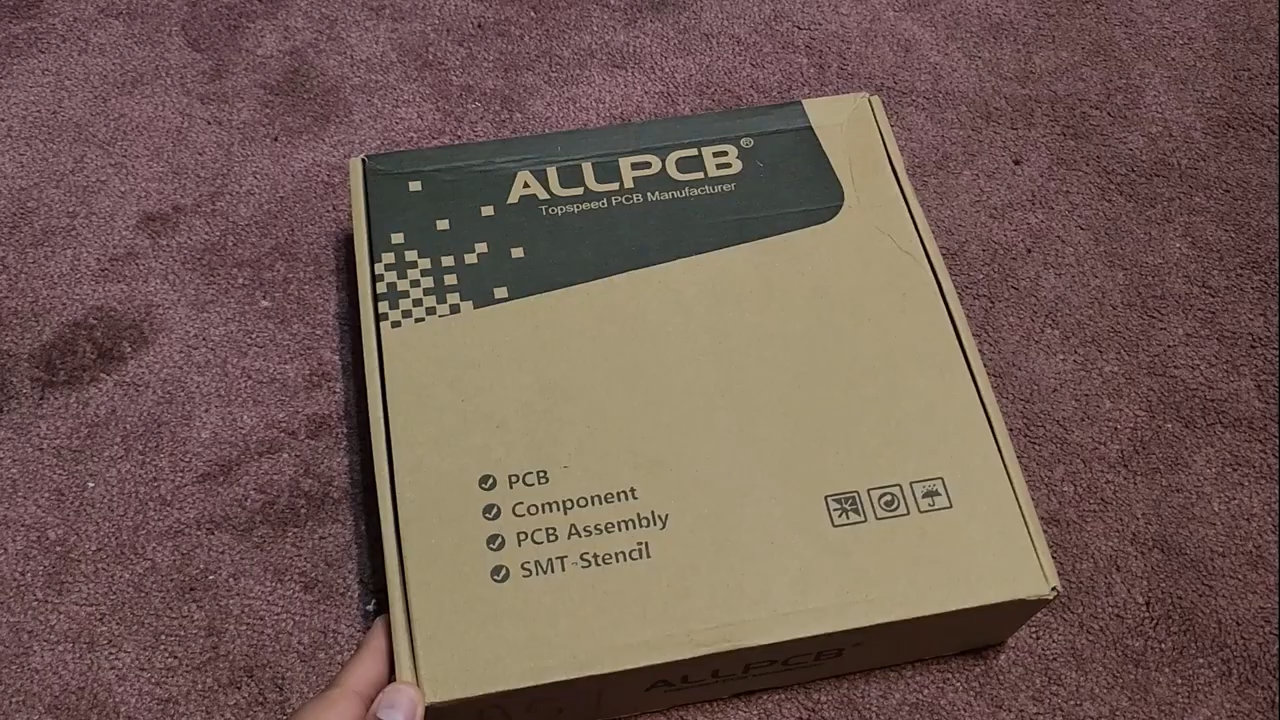 ALLPCB®
Topspeed PCB Manufacturer
PCB
Component
PCB Assembly
SMT-Stencil
ALLPCB